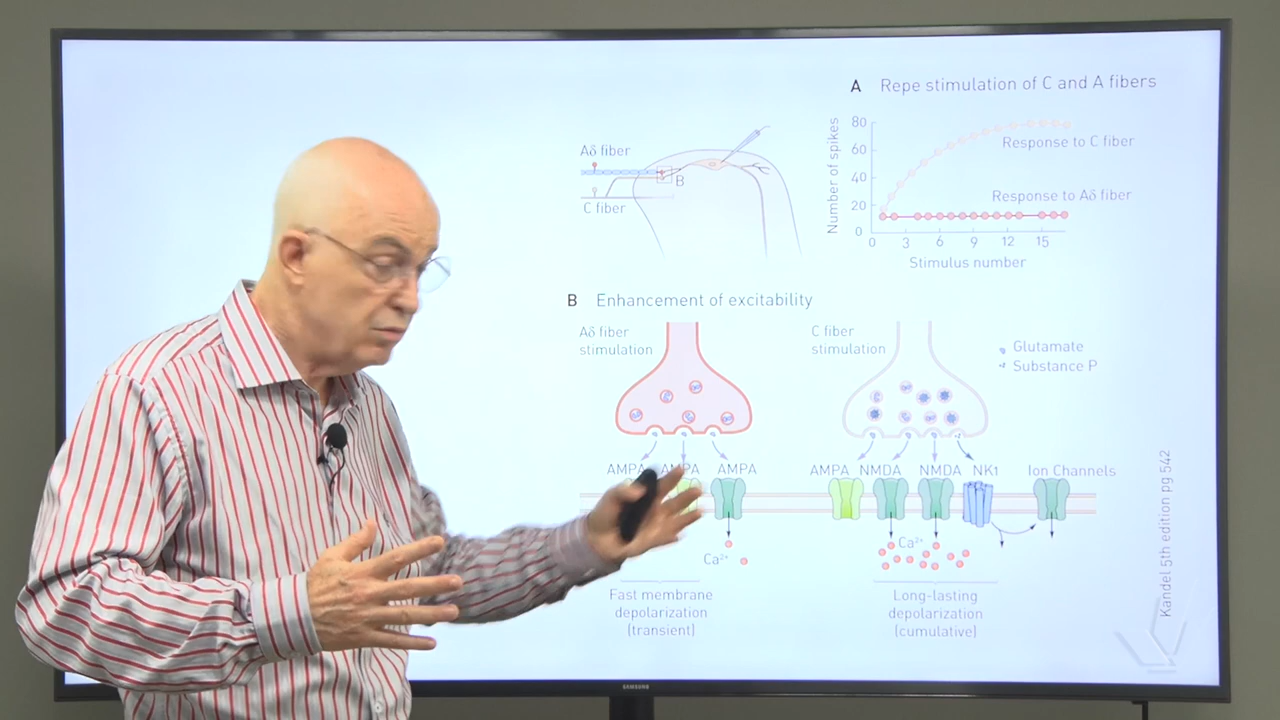 A Repe stimulation of C and A fibers
Number of spikes
80
60
40
20
0
0 3 6 9 12 15
Stimulus number
Response to C fiber
Response to Aδ fiber
Aδ fiber
B
C fiber
B Enhancement of excitability
Aδ fiber
stimulation
C fiber
stimulation
Glutamate
Substance P
AMPA AMPA AMPA
AMPA NMDA NMDA NK1 Ion Channels
Ca²⁺
Ca²⁺
Fast membrane
depolarization
(transient)
Long-lasting
depolarization
(cumulative)
Kandel 5th edition pg 542
SAMSUNG